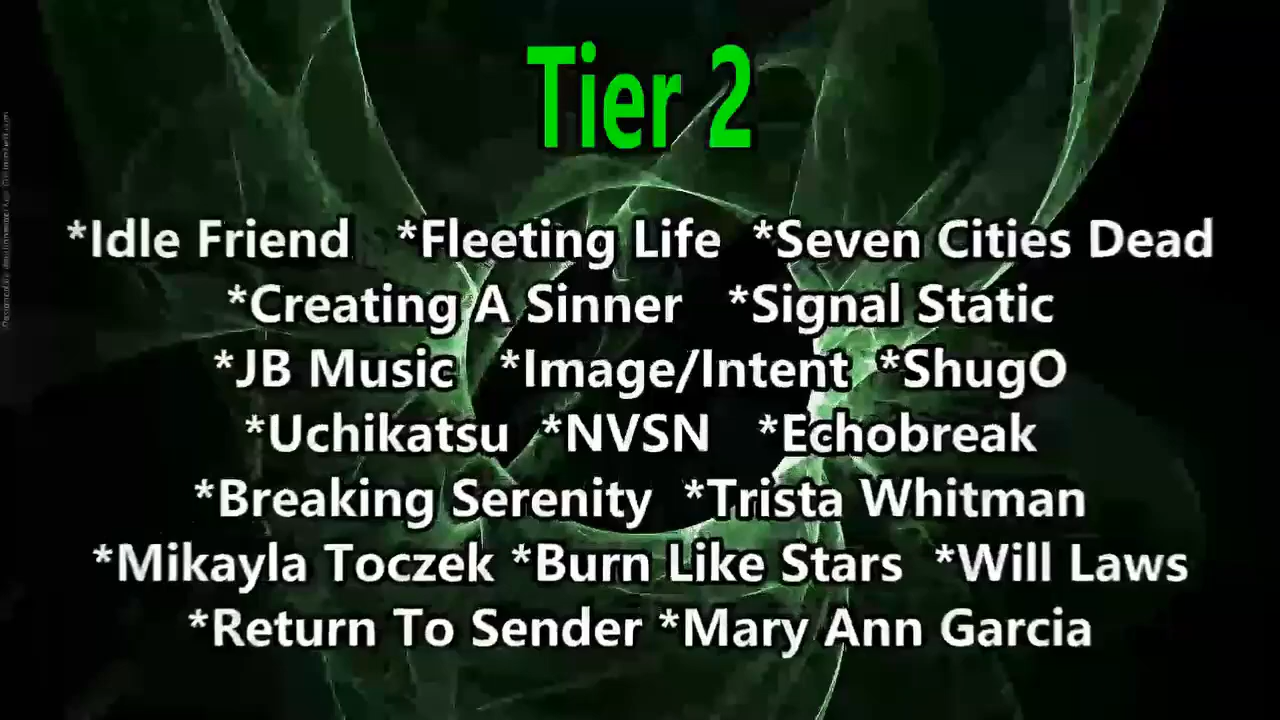 Tier 2
*Idle Friend *Fleeting Life *Seven Cities Dead
*Creating A Sinner *Signal Static
*JB Music *Image/Intent *ShugO
*Uchikatsu *NVSN *Echobreak
*Breaking Serenity *Trista Whitman
*Mikayla Toczek *Burn Like Stars *Will Laws
*Return To Sender *Mary Ann Garcia